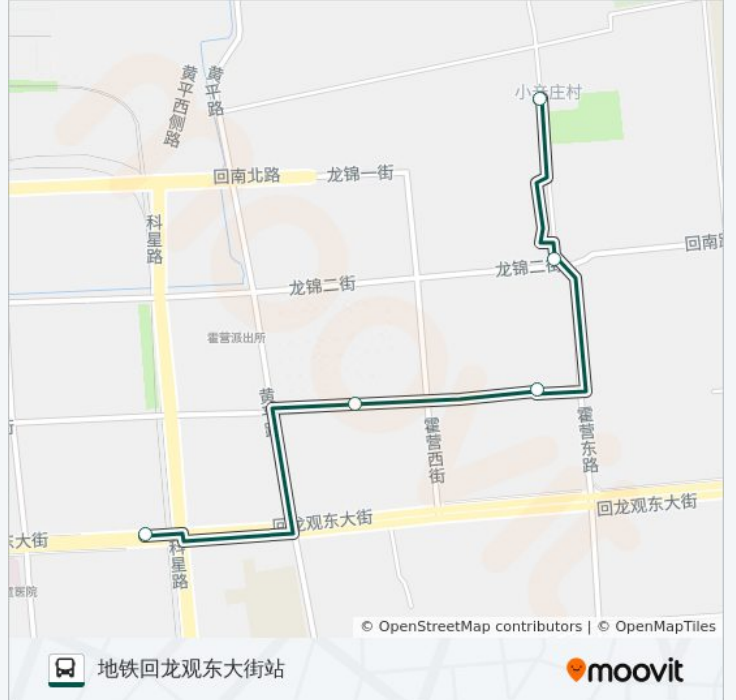 小辛庄村
黄平西侧路
黄平路
回南北路
龙锦一街
科星路
回南路
龙锦二街
龙锦二街
霍营派出所
黄平路
霍营西街
霍营东路
回龙观东大街
回龙观东大街
东大街
科星路
© OpenStreetMap contributors | © OpenMapTiles
地铁回龙观东大街站
moovit